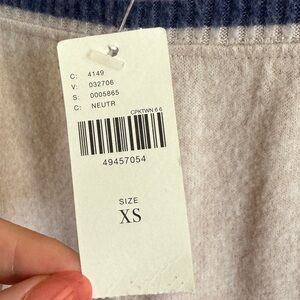 C: 4149
V: 032706
S: 0005865
C: NEUTR
CPKTWN 6 6
49457054
SIZE
XS